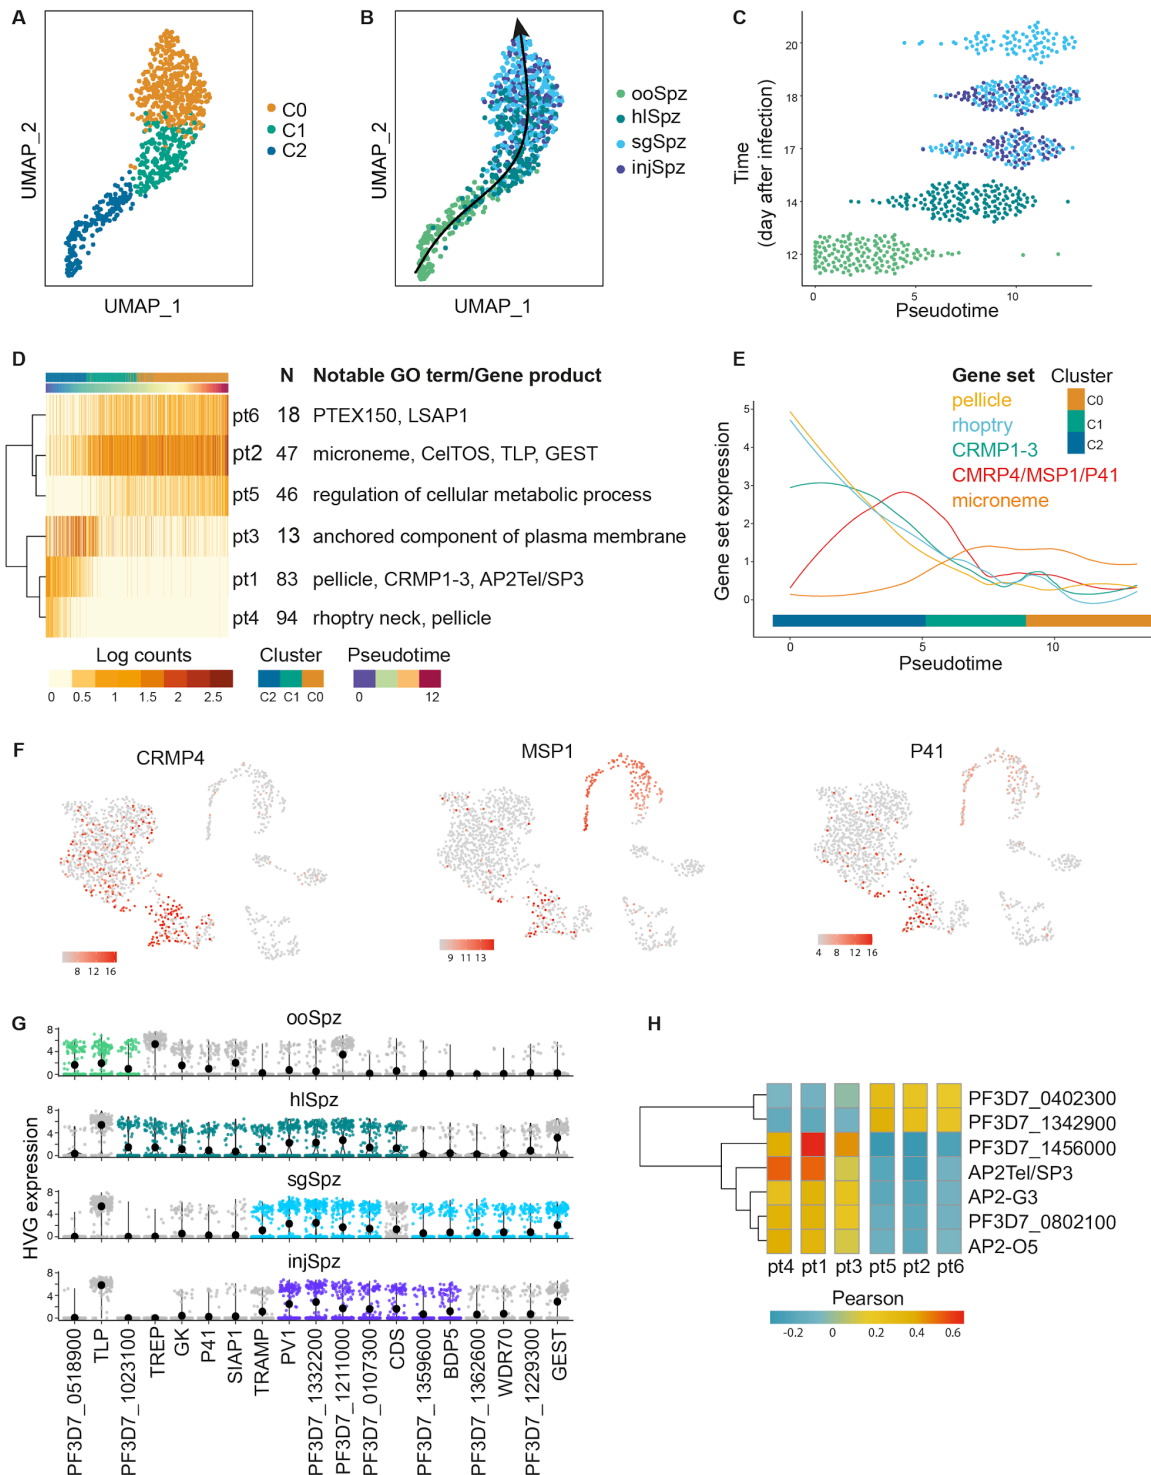 A
UMAP_2
UMAP_1
C0
C1
C2
B
UMAP_2
UMAP_1
ooSpz
hlSpz
sgSpz
injSpz
C
Time
(day after infection)
20
18
17
14
12
0 5 10
Pseudotime
D
N Notable GO term/Gene product
pt6 18 PTEX150, LSAP1
pt2 47 microneme, CelTOS, TLP, GEST
pt5 46 regulation of cellular metabolic process
pt3 13 anchored component of plasma membrane
pt1 83 pellicle, CRMP1-3, AP2Tel/SP3
pt4 94 rhoptry neck, pellicle
Log counts
0 0.5 1 1.5 2 2.5
Cluster
C2 C1 C0
Pseudotime
0 12
E
Gene set
pellicle
rhoptry
CRMP1-3
CMRP4/MSP1/P41
microneme
Cluster
C0
C1
C2
Gene set expression
5
4
3
2
1
0
0 5 10
Pseudotime
F
CRMP4
8 12 16
MSP1
9 11 13
P41
4 8 12 16
G
HVG expression
ooSpz
8
4
0
hlSpz
8
4
0
sgSpz
8
4
0
injSpz
8
4
0
PF3D7_0518900
TLP
PF3D7_1023100
TREP
GK
P41
SIAP1
TRAMP
PV1
PF3D7_1332200
PF3D7_1211000
PF3D7_0107300
CDS
PF3D7_1359600
BDP5
PF3D7_1362600
WDR70
PF3D7_1229300
GEST
H
PF3D7_0402300
PF3D7_1342900
PF3D7_1456000
AP2Tel/SP3
AP2-G3
PF3D7_0802100
AP2-O5
pt4 pt1 pt3 pt5 pt2 pt6
Pearson
-0.2 0 0.2 0.4 0.6